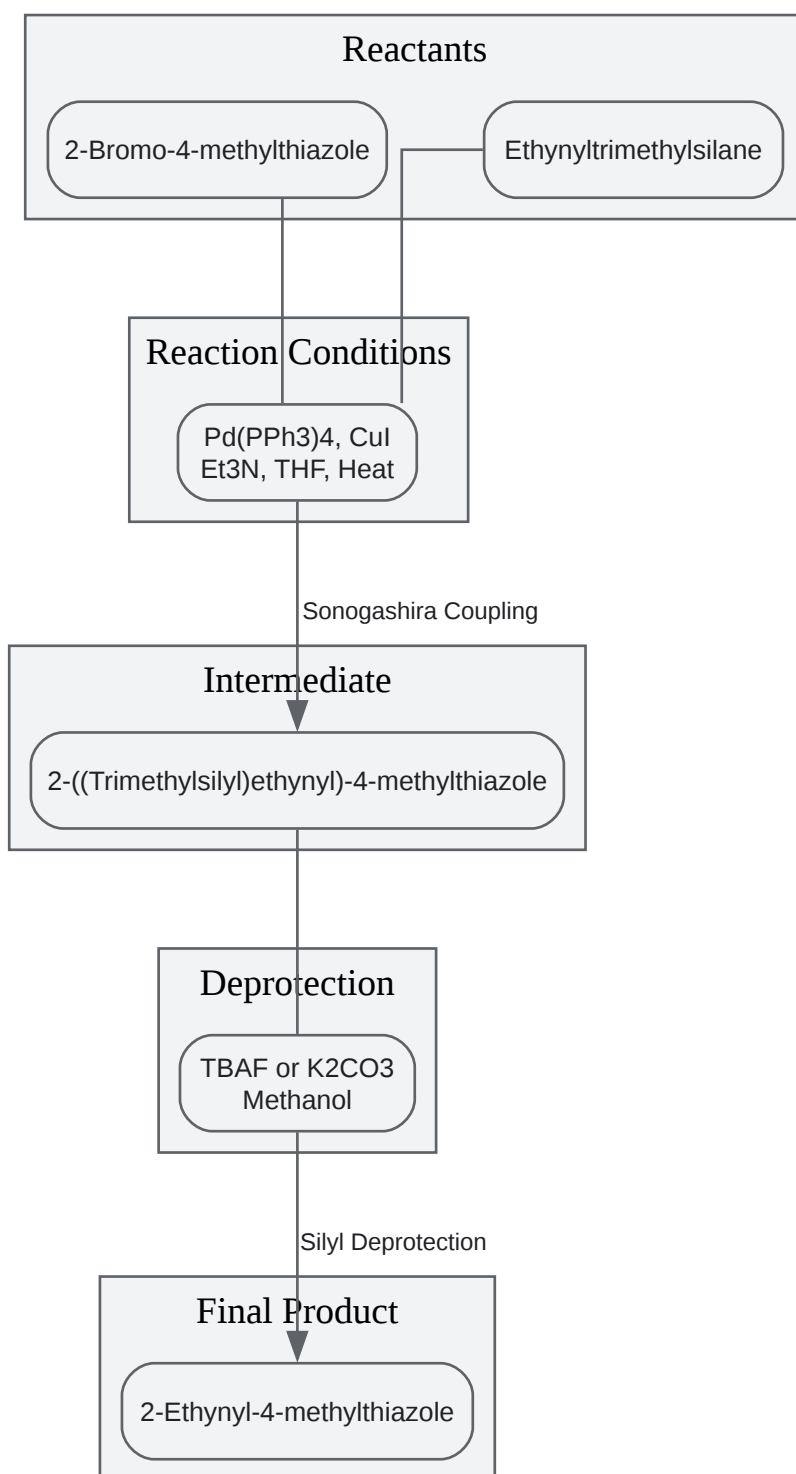 Reactants
2-Bromo-4-methylthiazole
Ethynyltrimethylsilane
Reaction Conditions
Pd(PPh3)4, CuI
Et3N, THF, Heat
Sonogashira Coupling
Intermediate
2-((Trimethylsilyl)ethynyl)-4-methylthiazole
Deprotection
TBAF or K2CO3
Methanol
Silyl Deprotection
Final Product
2-Ethynyl-4-methylthiazole